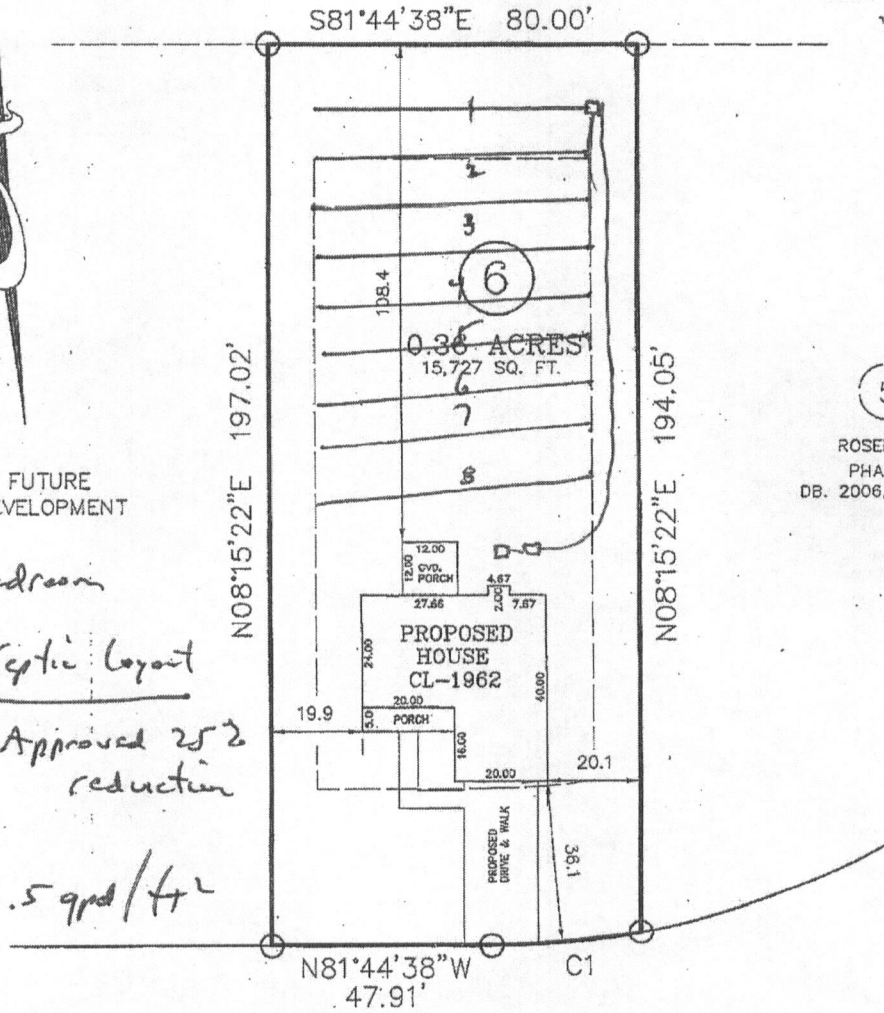 S81°44'38"E 80.00'
1
2
3
108.4
6
4
5
0.36 ACRES
15,727 SQ. FT.
6
7
8
N08°15'22"E 197.02'
N08°15'22"E 194.05'
5
FUTURE
DB. 2006
12.00
12.00
CVD.
PORCH
4.67
2.00
27.66
7.67
PROPOSED
HOUSE
CL-1962
24.00
40.00
20.00
5.0
PORCH
16.00
19.9
20.00
20.1
Septic Layout
Approved 25%
reduction
.5 gpd/ft²
PROPOSED
DRIVE & WALK
36.1
N81°44'38"W
47.91'
C1